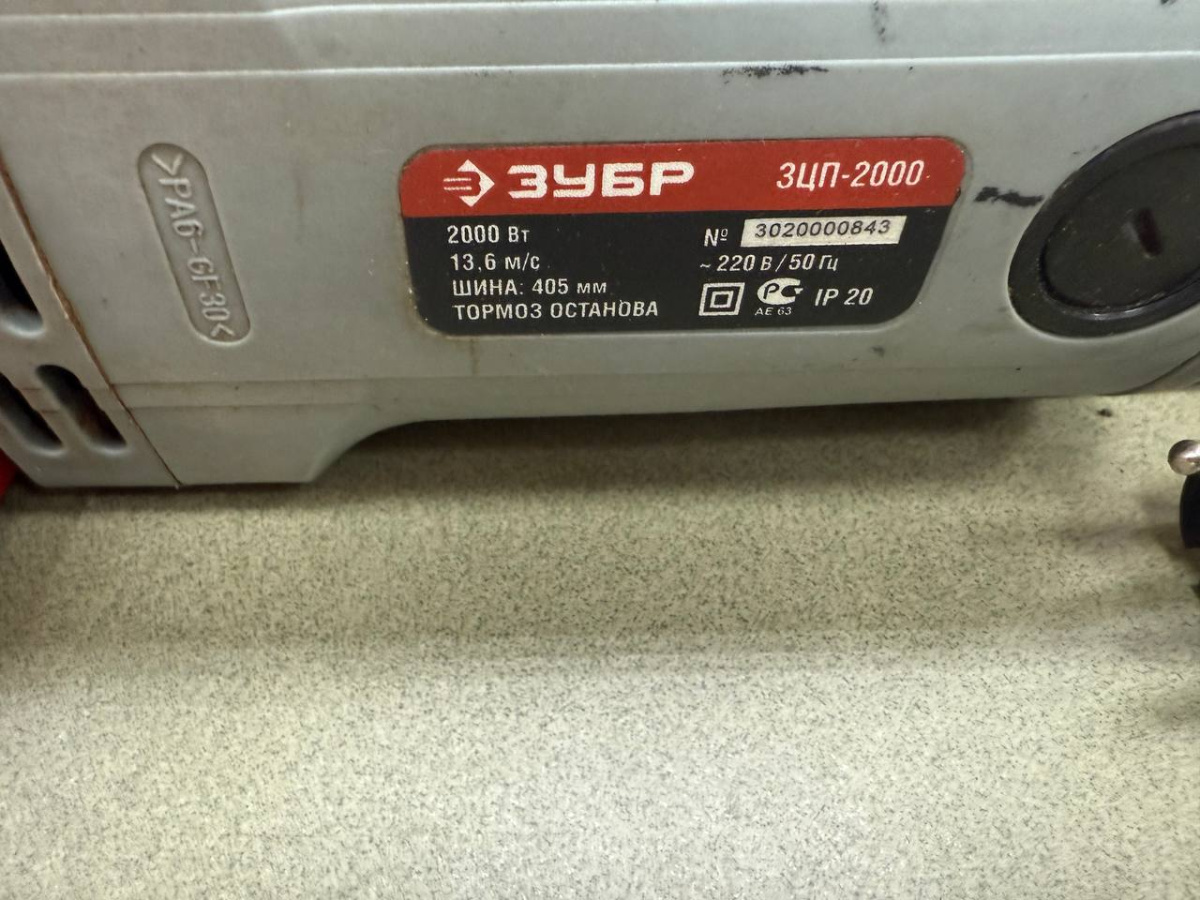 >PA6-GF30<
ЗУБР ЗЦП-2000
2000 Вт
13,6 м/с
ШИНА: 405 мм
ТОРМОЗ ОСТАНОВА
№ 3020000843
~ 220 В / 50 Гц
РС IP 20
АЕ 63